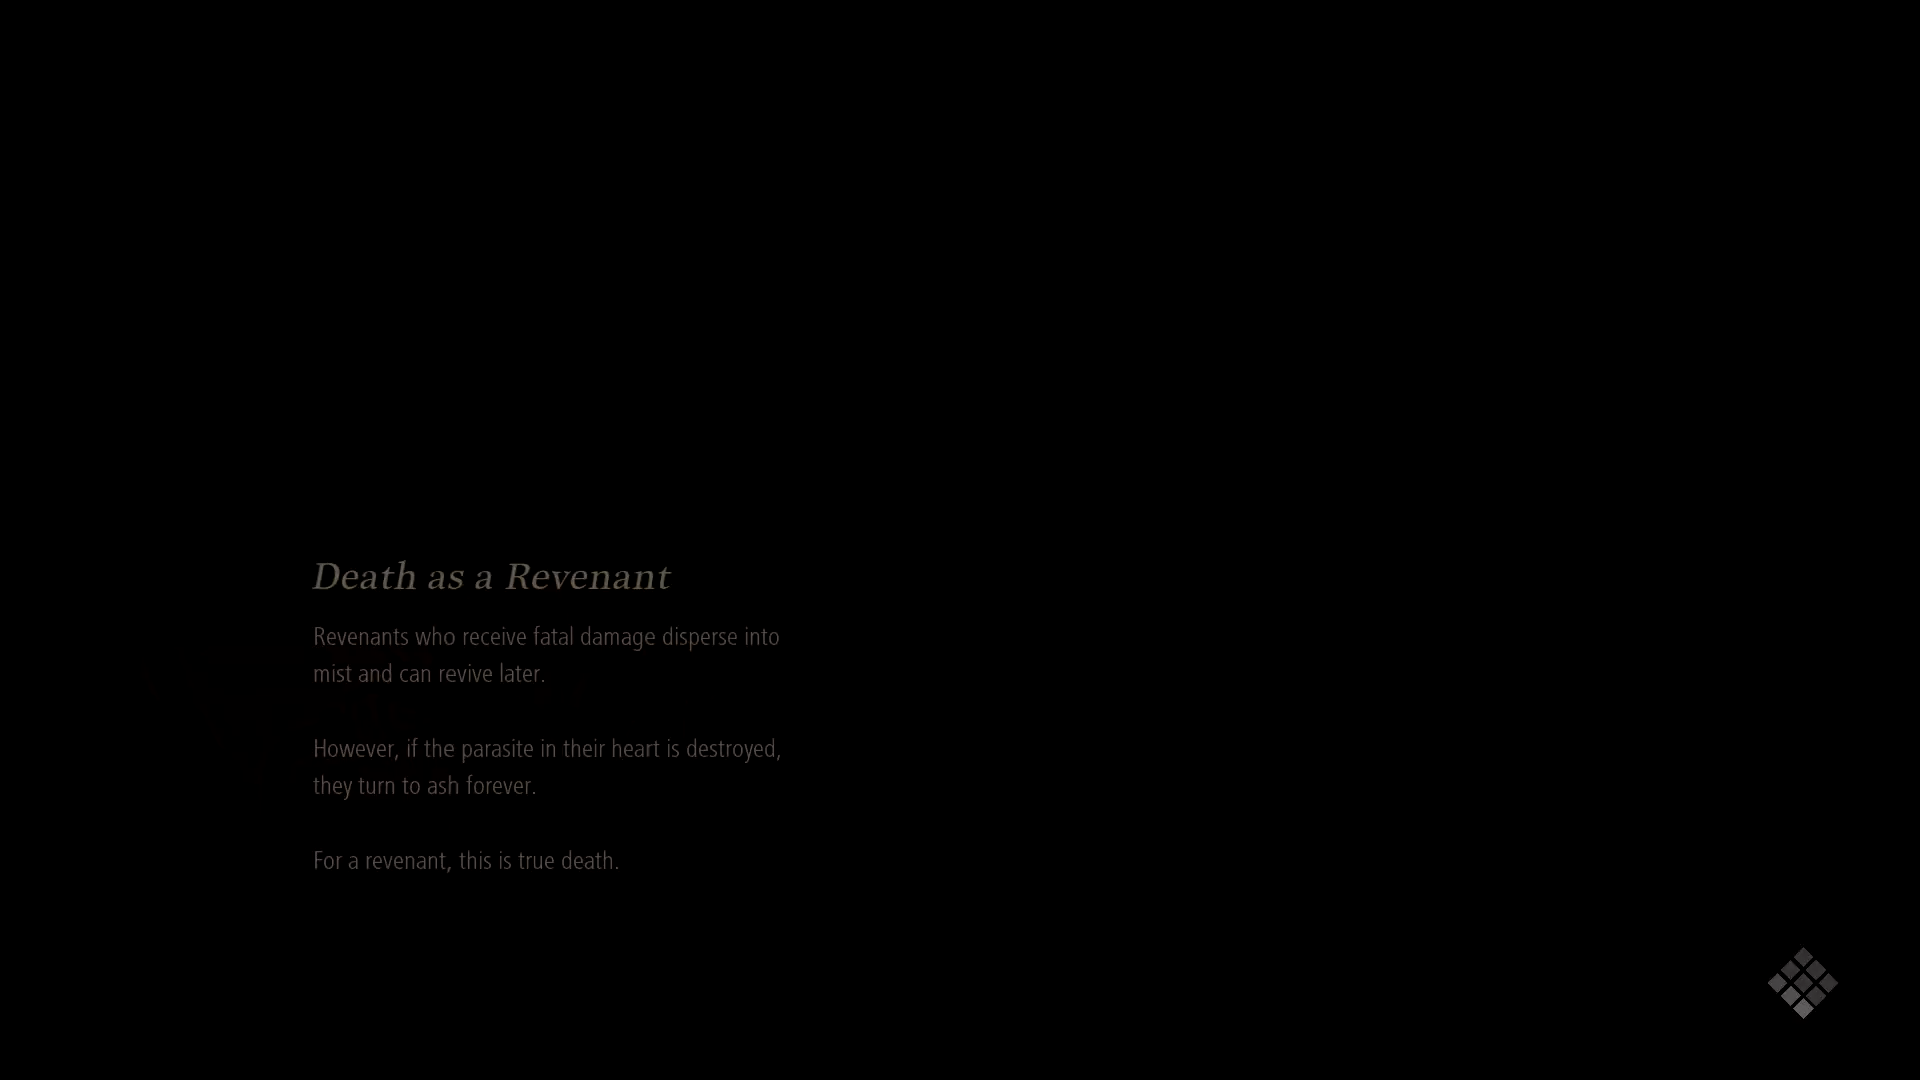 Death as a Revenant
Revenants who receive fatal damage disperse into
mist and can revive later.
However, if the parasite in their heart is destroyed,
they turn to ash forever.
For a revenant, this is true death.